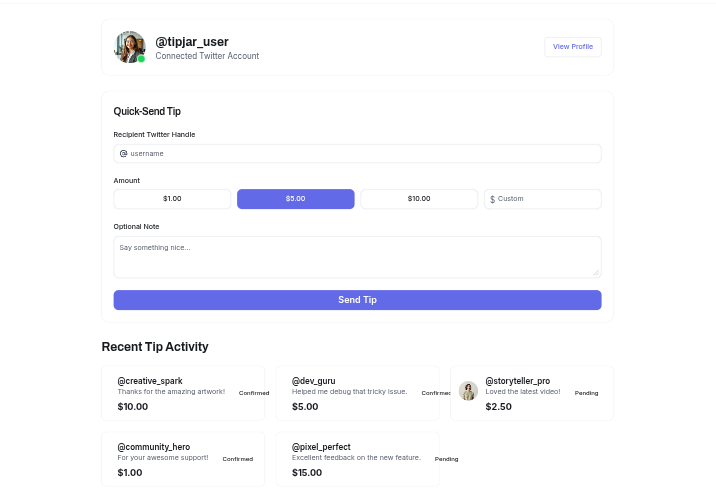 @tipjar_user
Connected Twitter Account
View Profile
Quick-Send Tip
Recipient Twitter Handle
@ username
Amount
$1.00 $5.00 $10.00 $ Custom
Optional Note
Say something nice...
Send Tip
Recent Tip Activity
@creative_spark
Thanks for the amazing artwork!
$10.00
Confirmed
@dev_guru
Helped me debug that tricky issue.
$5.00
Confirmed
@storyteller_pro
Loved the latest video!
$2.50
Pending
@community_hero
For your awesome support!
$1.00
Confirmed
@pixel_perfect
Excellent feedback on the new feature.
$15.00
Pending